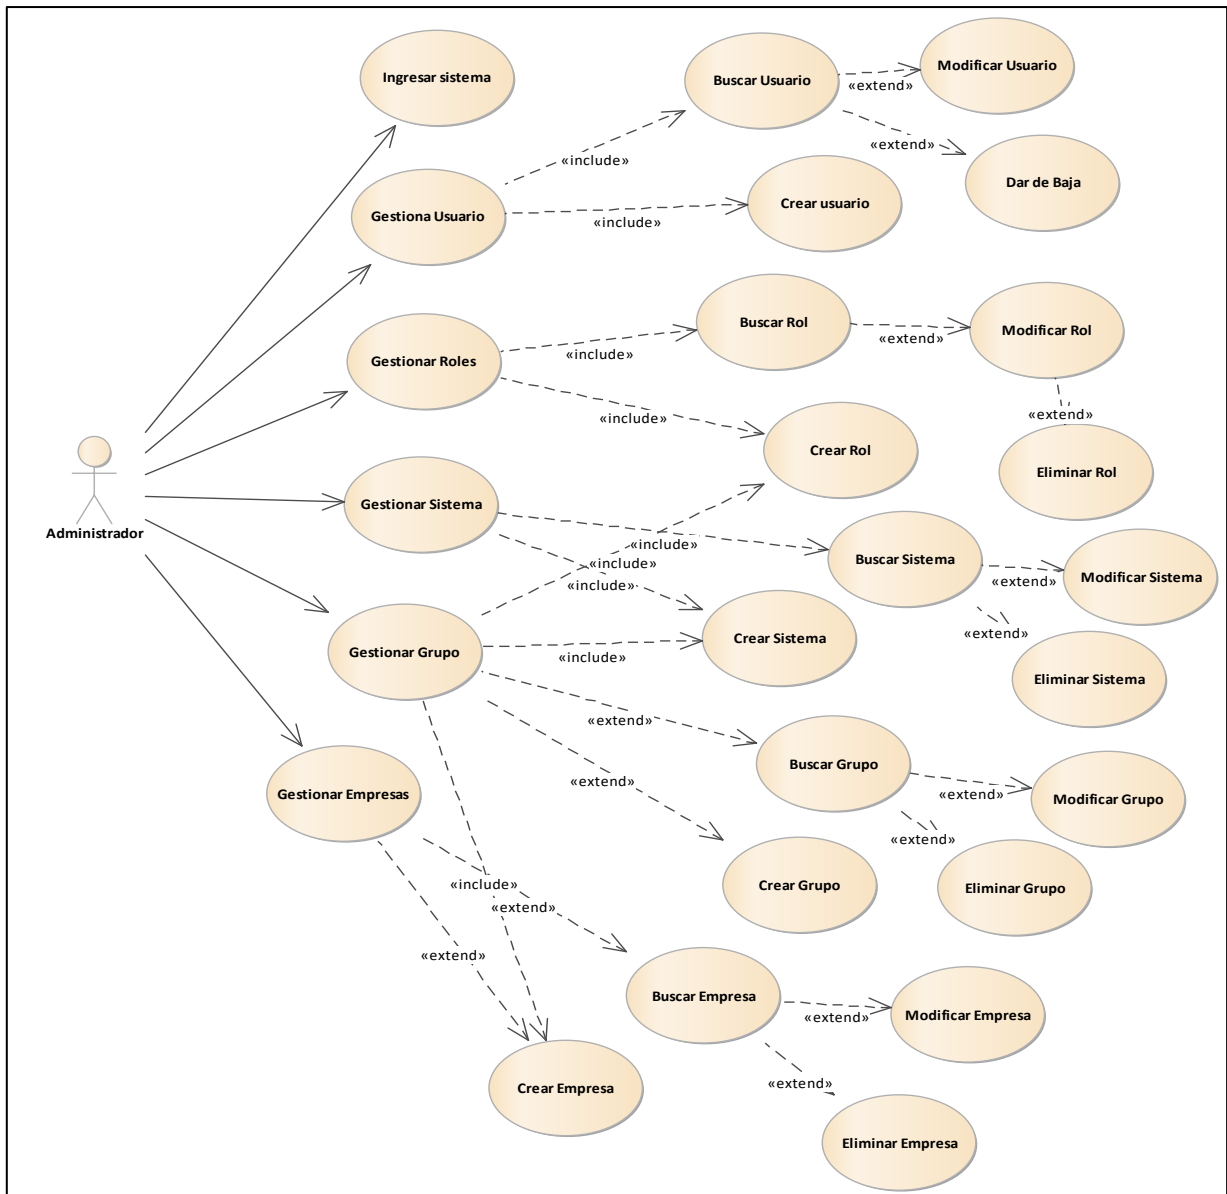 Ingresar sistema
Buscar Usuario
Modificar Usuario
«extend»
«extend»
«include»
Dar de Baja
Gestiona Usuario
Crear usuario
«include»
Buscar Rol
Modificar Rol
«extend»
«include»
Gestionar Roles
«include»
«extend»
Crear Rol
Eliminar Rol
Gestionar Sistema
Administrador
«include»
«include»
«include»
Buscar Sistema
«extend»
Modificar Sistema
«extend»
Crear Sistema
Gestionar Grupo
«include»
Eliminar Sistema
«extend»
Buscar Grupo
«extend»
«extend»
Modificar Grupo
«extend»
Gestionar Empresas
Crear Grupo
Eliminar Grupo
«include»
«extend»
«extend»
Buscar Empresa
«extend»
Modificar Empresa
«extend»
Crear Empresa
Eliminar Empresa